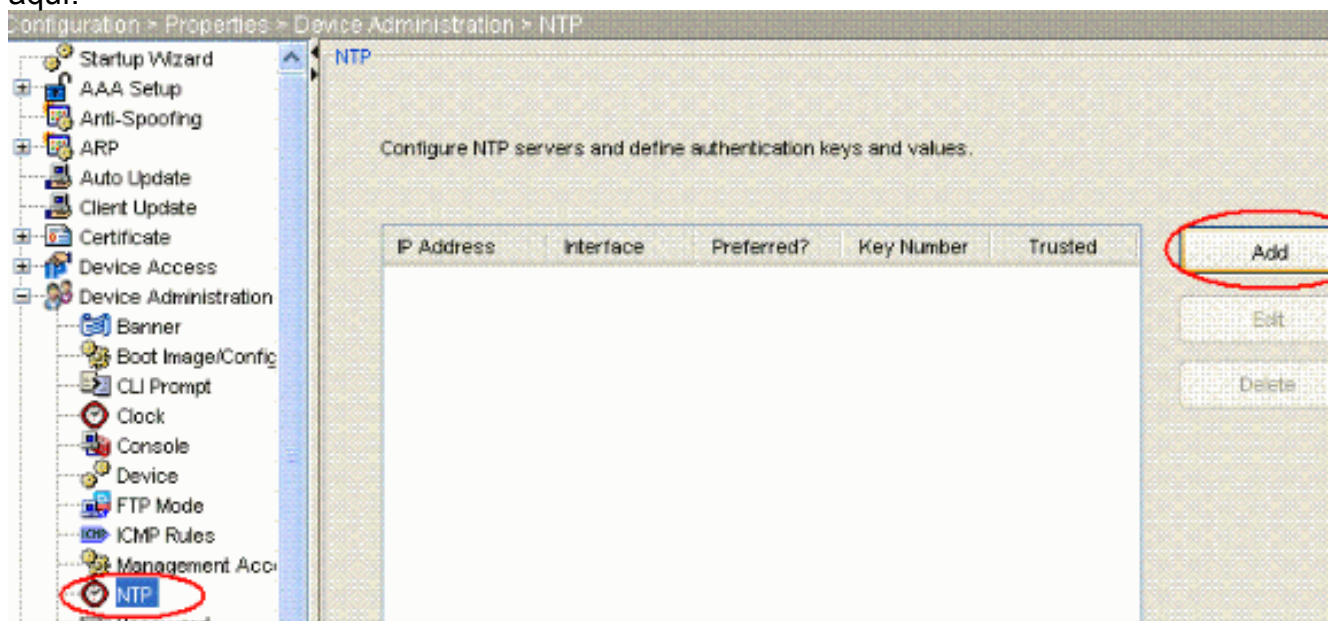 aquí:
Configuration > Properties > Device Administration > NTP
Startup Wizard
AAA Setup
Anti-Spoofing
ARP
Auto Update
Client Update
Certificate
Device Access
Device Administration
Banner
Boot Image/Config
CLI Prompt
Clock
Console
Device
FTP Mode
ICMP Rules
Management Acc
NTP
NTP
Configure NTP servers and define authentication keys and values.
IP Address Interface Preferred? Key Number Trusted
Add
Edit
Delete